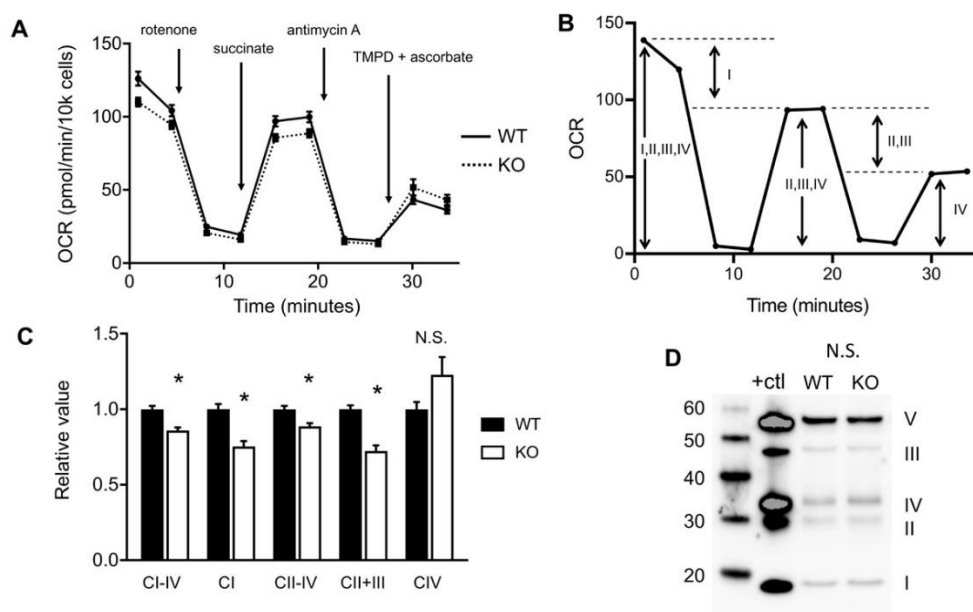 A
rotenone
succinate
antimycin A
TMPD + ascorbate
OCR (pmol/min/10k cells)
150
100
50
0
0 10 20 30
Time (minutes)
WT
KO
B
OCR
150
100
50
0
I
I,II,III,IV
II,III,IV
II,III
IV
0 10 20 30
Time (minutes)
C
Relative value
1.5
1.0
0.5
0.0
* * * * N.S.
WT
KO
CI-IV CI CII-IV CII+III CIV
D
N.S.
+ctl WT KO
60
50
40
30
20
V
III
IV
II
I